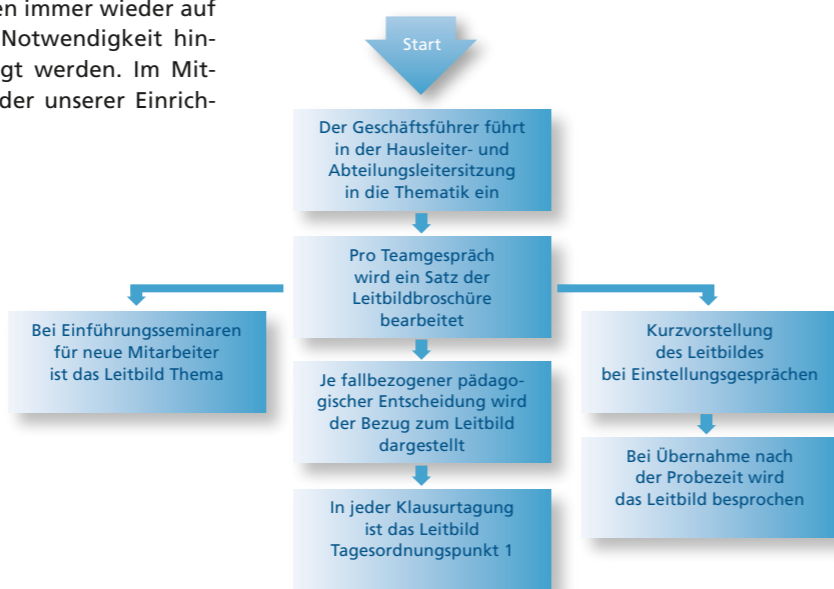 en immer wieder auf
Notwendigkeit hin-
gt werden. Im Mit-
der unserer Einrich-
Start
Der Geschäftsführer führt
in der Hausleiter- und
Abteilungsleitersitzung
in die Thematik ein
Pro Teamgespräch
wird ein Satz der
Leitbildbroschüre
bearbeitet
Bei Einführungsseminaren
für neue Mitarbeiter
ist das Leitbild Thema
Je fallbezogener pädago-
gischer Entscheidung wird
der Bezug zum Leitbild
dargestellt
In jeder Klausurtagung
ist das Leitbild
Tagesordnungspunkt 1
Kurzvorstellung
des Leitbildes
bei Einstellungsgesprächen
Bei Übernahme nach
der Probezeit wird
das Leitbild besprochen